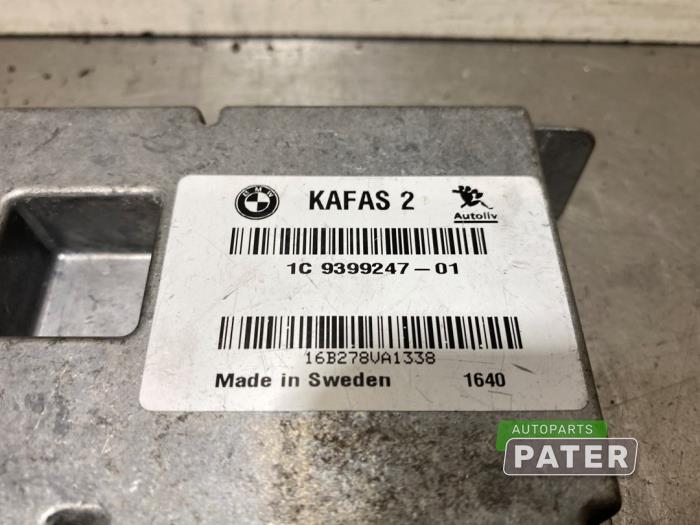 BMW
KAFAS 2
Autoliv
1C 9399247-01
16B278VA1338
Made in Sweden 1640
AUTOPARTS
PATER